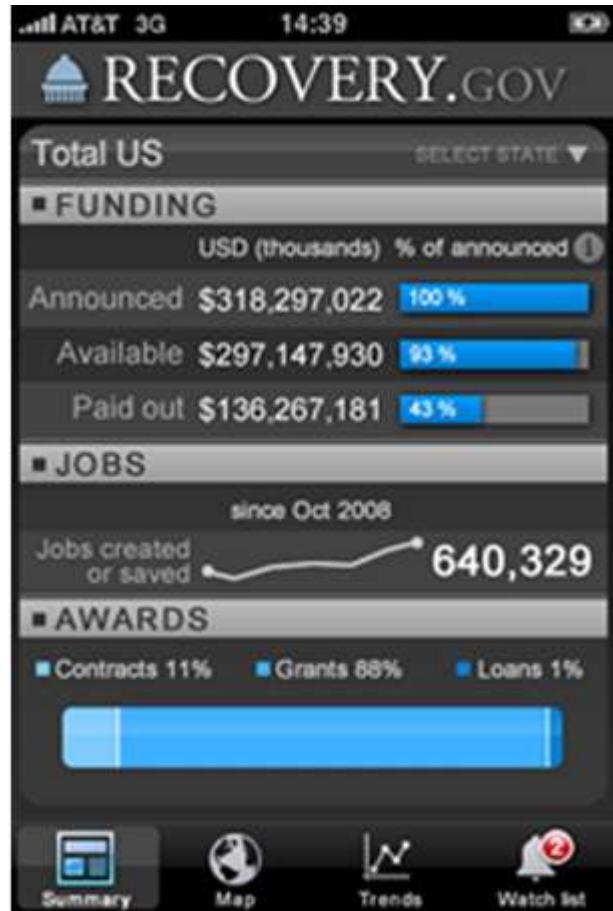 AT&T 3G 14:39
RECOVERY.GOV
Total US SELECT STATE ▼
FUNDING
USD (thousands) % of announced
Announced $318,297,022 100 %
Available $297,147,930 93 %
Paid out $136,267,181 43 %
JOBS
since Oct 2008
Jobs created
or saved 640,329
AWARDS
Contracts 11% Grants 88% Loans 1%
2
Summary Map Trends Watch list